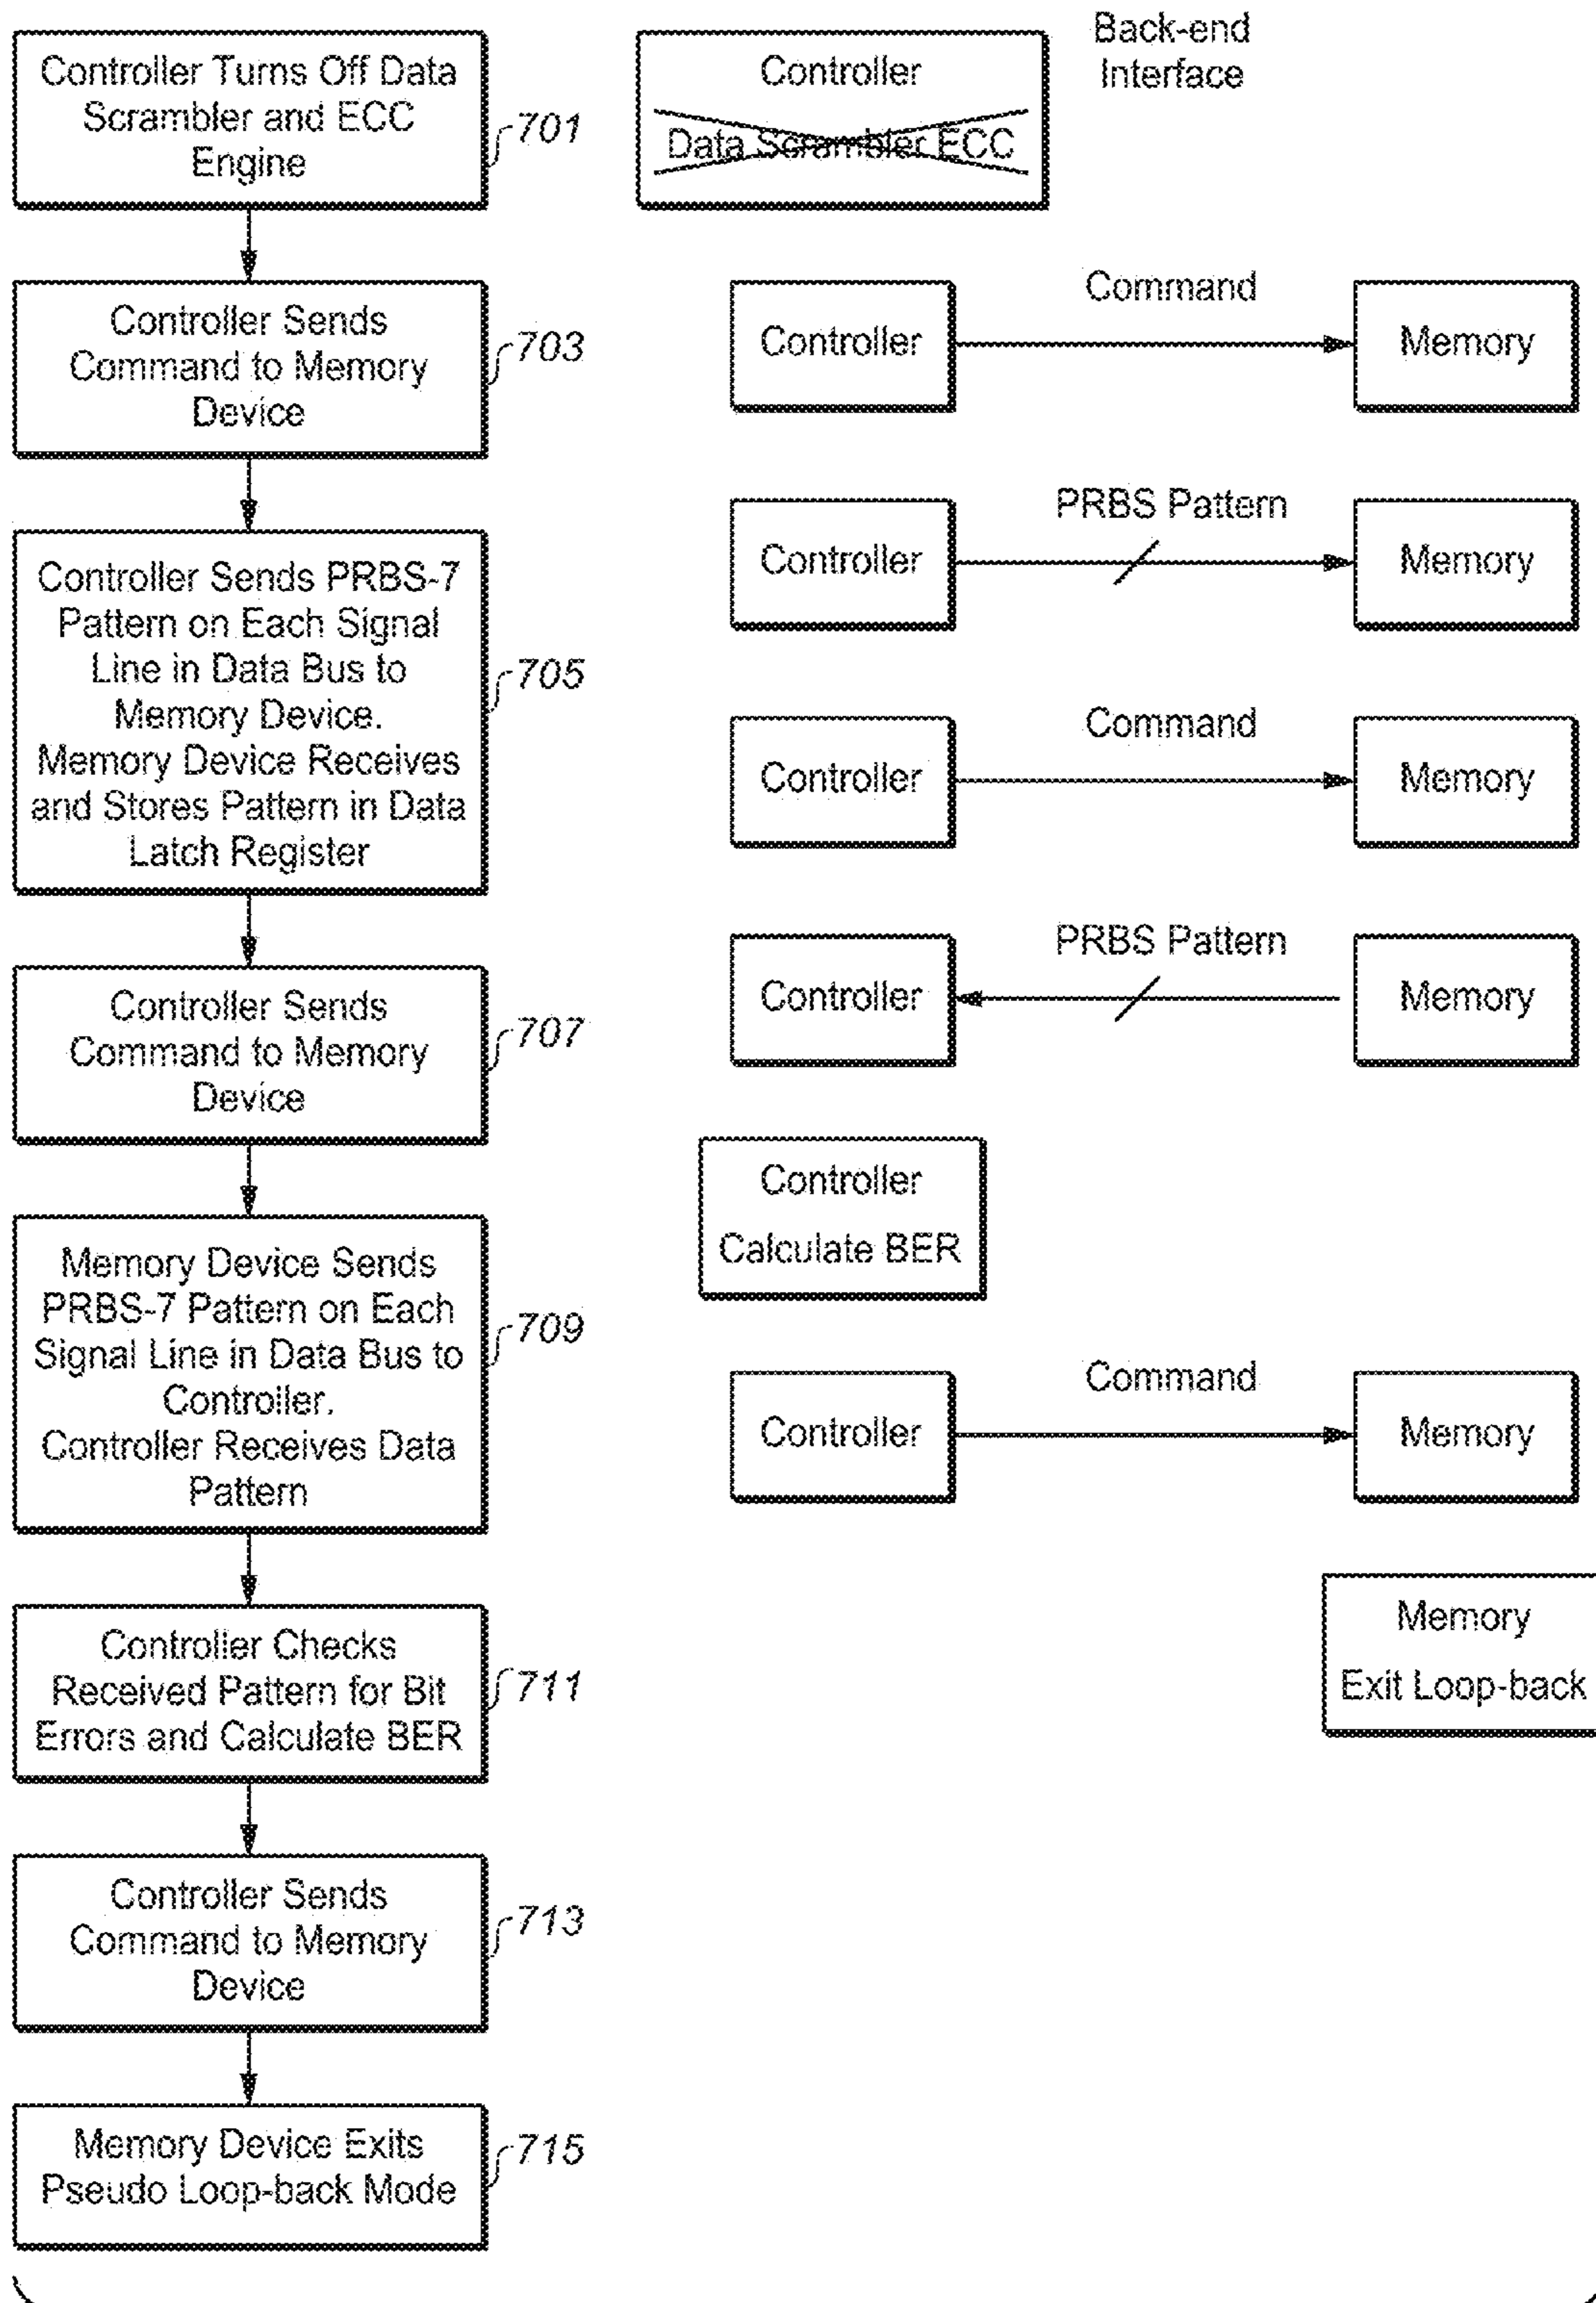 Controller Turns Off Data
Scrambler and ECC
Engine
701
Controller Sends
Command to Memory
Device
703
Controller Sends PRBS-7
Pattern on Each Signal
Line in Data Bus to
Memory Device.
Memory Device Receives
and Stores Pattern in Data
Latch Register
705
Controller Sends
Command to Memory
Device
707
Memory Device Sends
PRBS-7 Pattern on Each
Signal Line in Data Bus to
Controller.
Controller Receives Data
Pattern
709
Controller Checks
Received Pattern for Bit
Errors and Calculate BER
711
Controller Sends
Command to Memory
Device
713
Memory Device Exits
Pseudo Loop-back Mode
715
Back-end
Interface
Controller
Data Scrambler ECC
Controller
Command
Memory
Controller
PRBS Pattern
Memory
Controller
Command
Memory
Controller
PRBS Pattern
Memory
Controller
Calculate BER
Controller
Command
Memory
Memory
Exit Loop-back